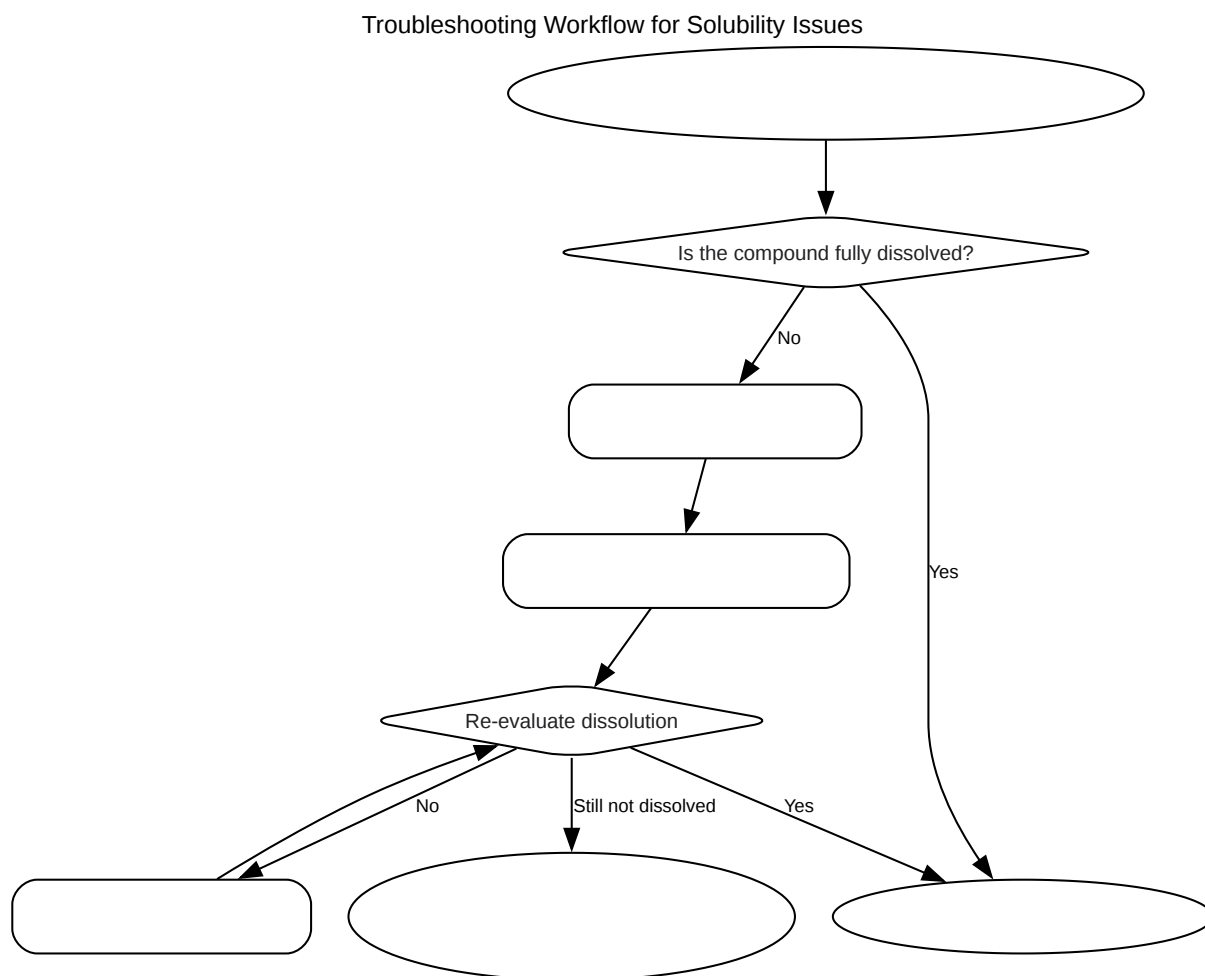 Troubleshooting Workflow for Solubility Issues
Is the compound fully dissolved?
No
Yes
Re-evaluate dissolution
No
Still not dissolved
Yes